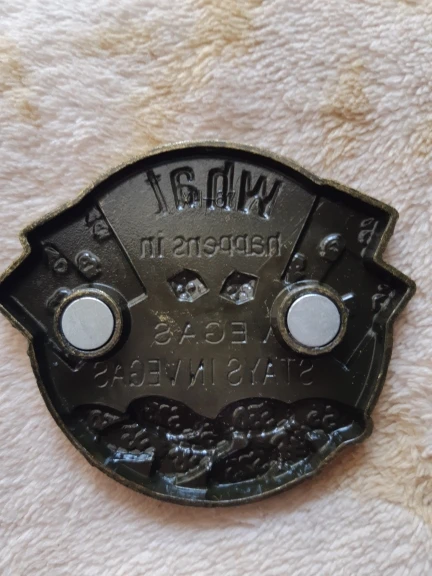 what
happens in
VEGAS
STAYS IN VEGAS